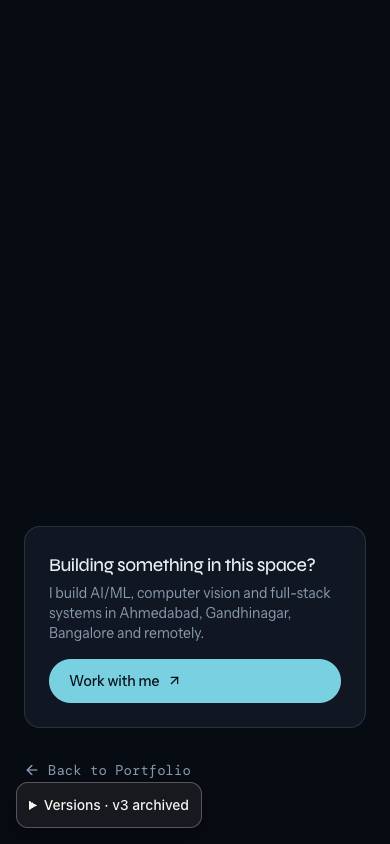 Building something in this space?
I build AI/ML, computer vision and full-stack
systems in Ahmedabad, Gandhinagar,
Bangalore and remotely.
Work with me ↗
← Back to Portfolio
▶ Versions · v3 archived